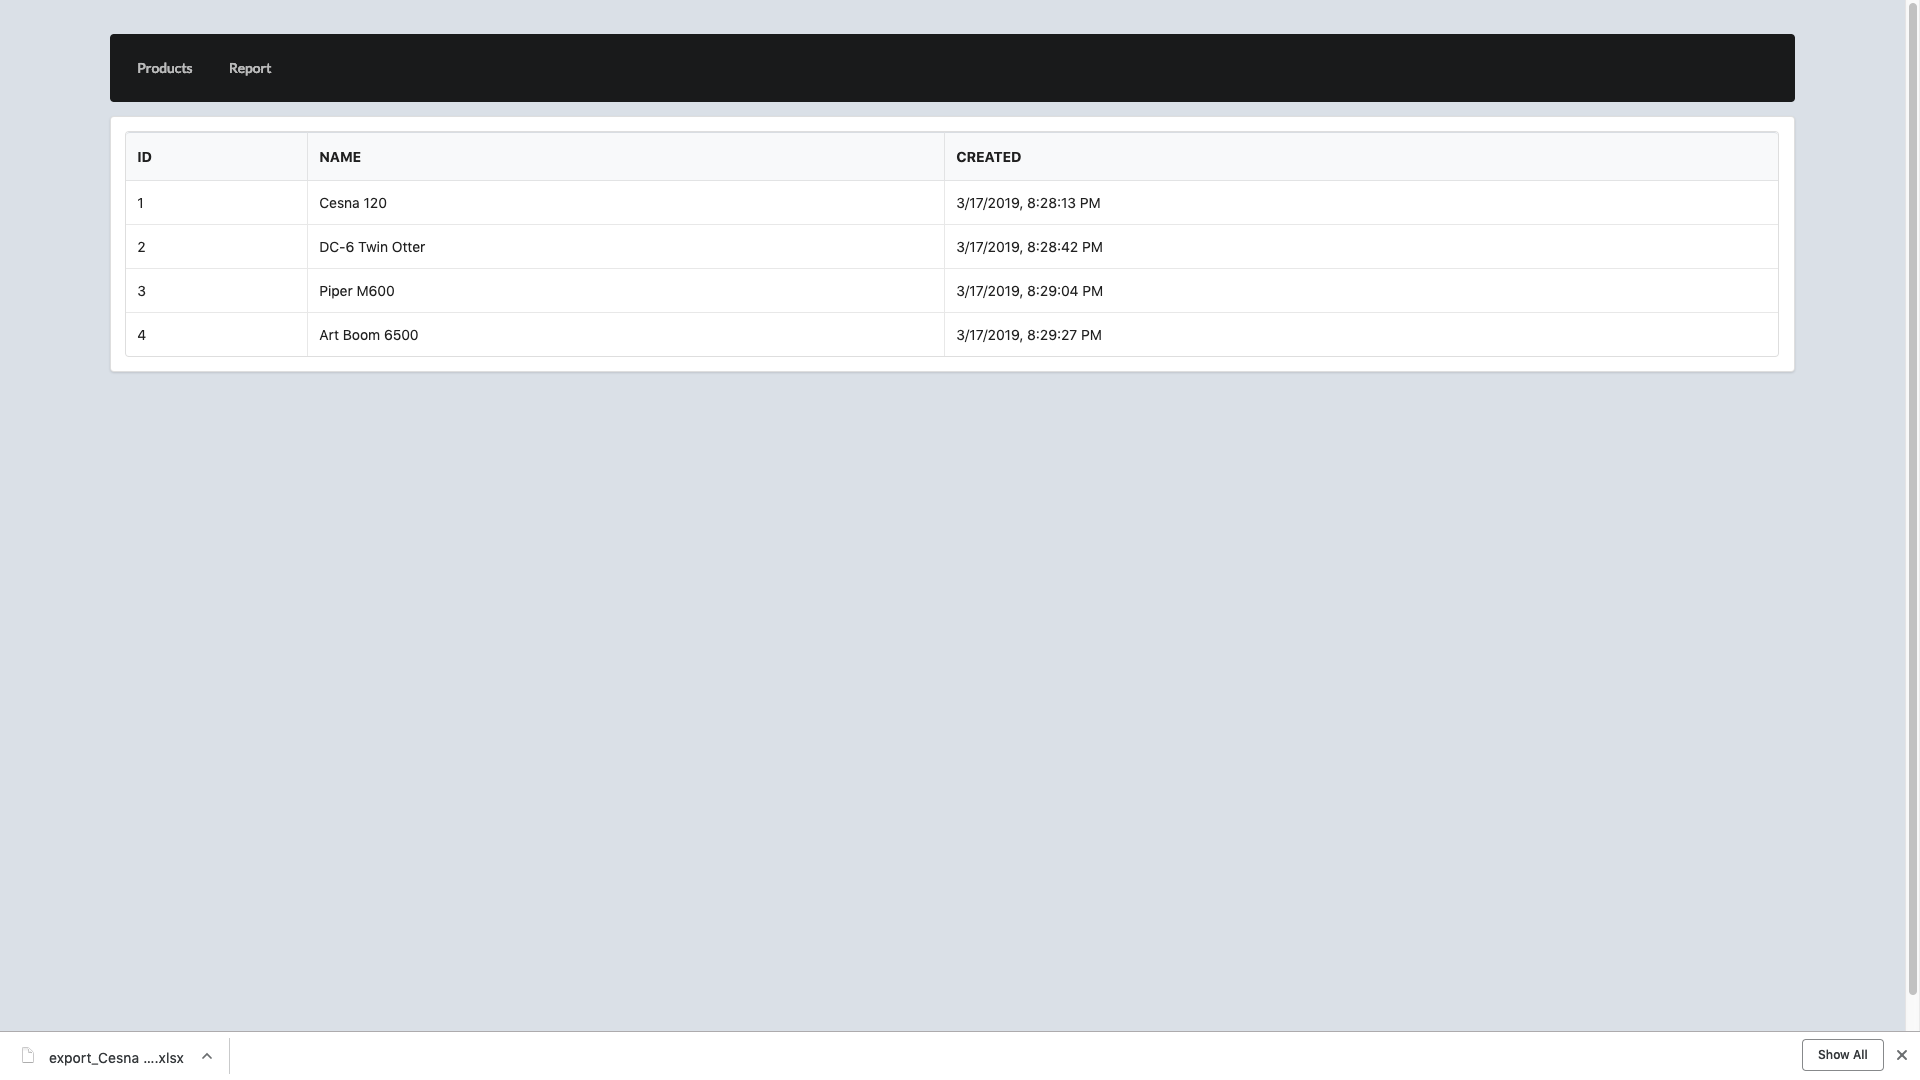 Products Report
ID NAME CREATED
1 Cesna 120 3/17/2019, 8:28:13 PM
2 DC-6 Twin Otter 3/17/2019, 8:28:42 PM
3 Piper M600 3/17/2019, 8:29:04 PM
4 Art Boom 6500 3/17/2019, 8:29:27 PM
export_Cesna ....xlsx Show All